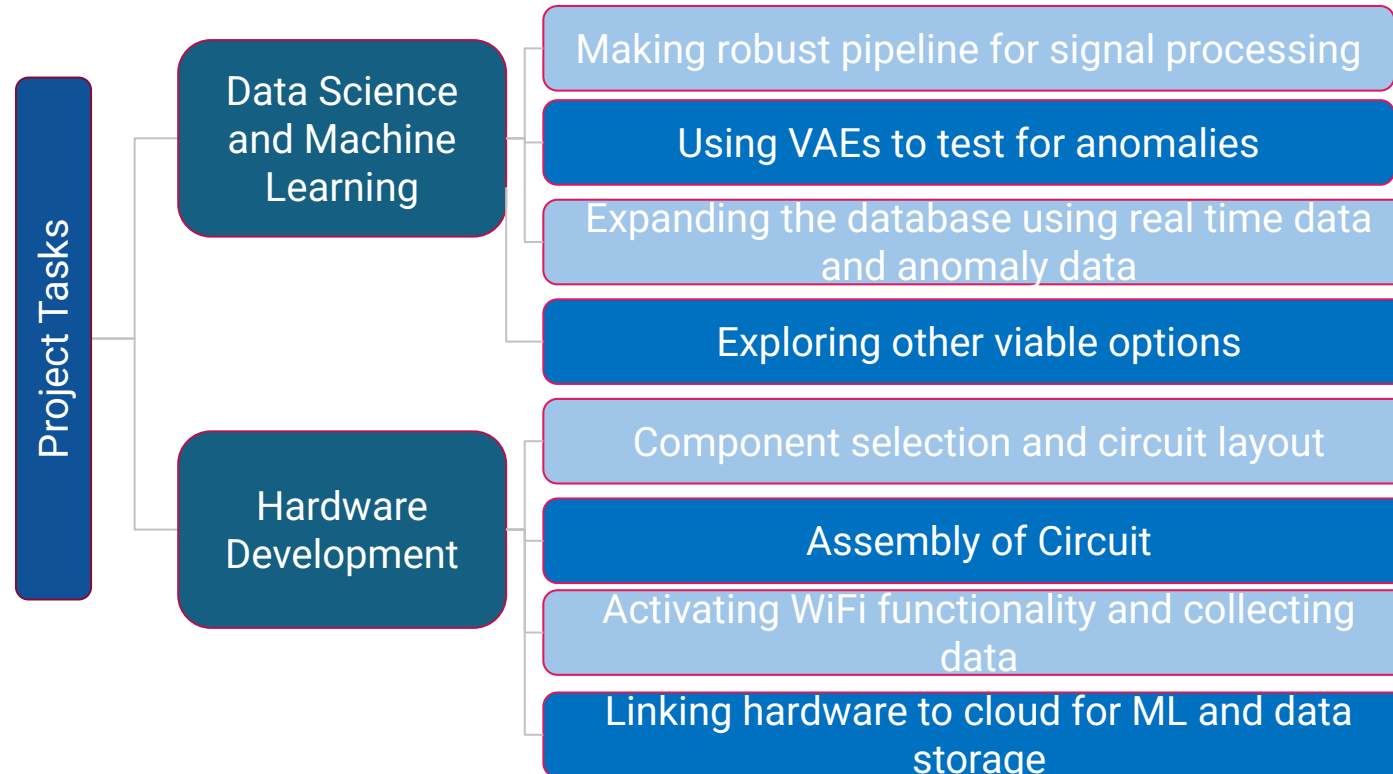 Project Tasks
Data Science
and Machine
Learning
Making robust pipeline for signal processing
Using VAEs to test for anomalies
Expanding the database using real time data
and anomaly data
Exploring other viable options
Hardware
Development
Component selection and circuit layout
Assembly of Circuit
Activating WiFi functionality and collecting
data
Linking hardware to cloud for ML and data
storage